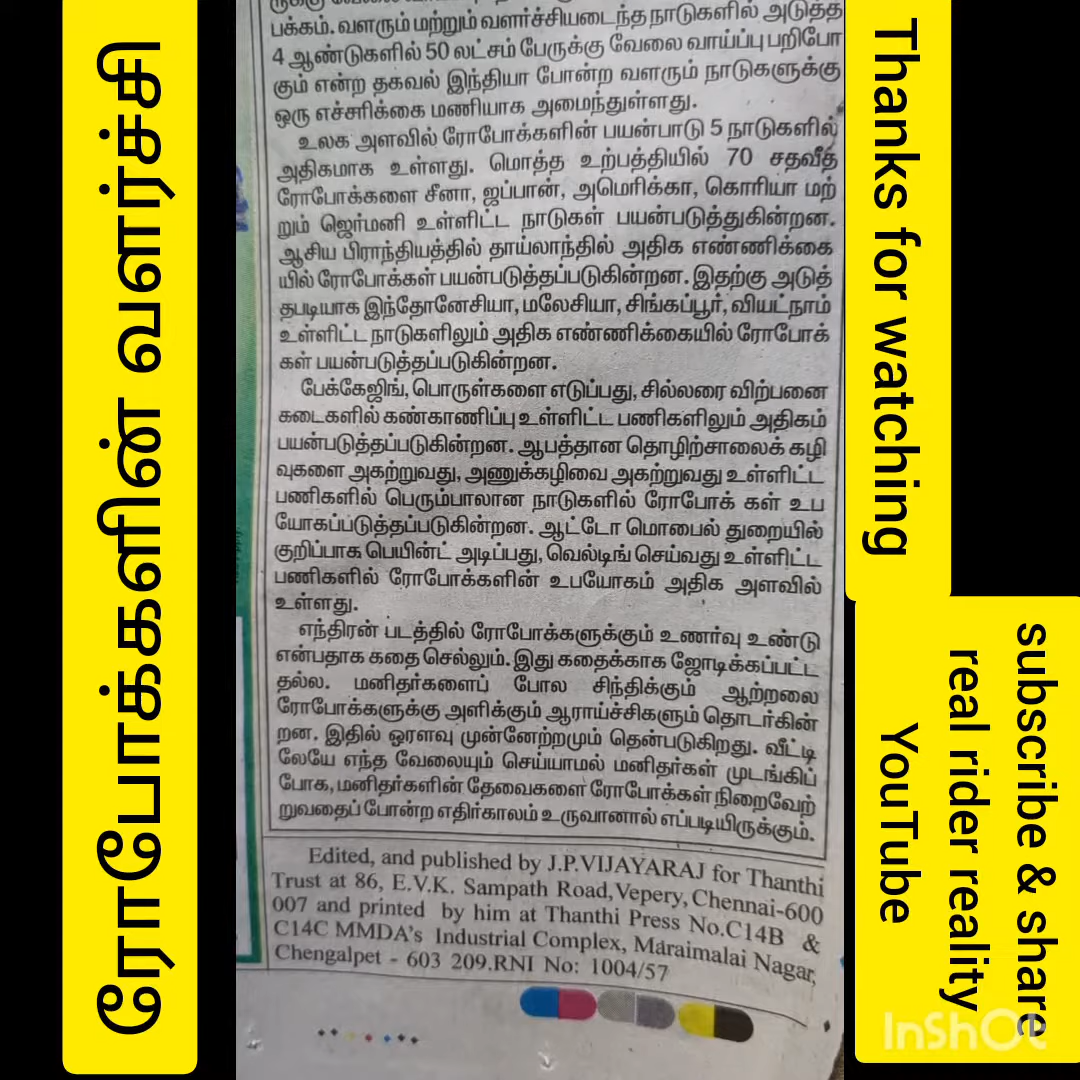 ரோபோக்களின் வளர்ச்சி
பக்கம். வளரும் மற்றும் வளர்ச்சியடைந்த நாடுகளில் அடுத்த
4 ஆண்டுகளில் 50 லட்சம் பேருக்கு வேலை வாய்ப்பு பறிபோ
கும் என்ற தகவல் இந்தியா போன்ற வளரும் நாடுகளுக்கு
ஒரு எச்சரிக்கை மணியாக அமைந்துள்ளது.
உலக அளவில் ரோபோக்களின் பயன்பாடு 5 நாடுகளில்
அதிகமாக உள்ளது. மொத்த உற்பத்தியில் 70 சதவீத
ரோபோக்களை சீனா, ஜப்பான், அமெரிக்கா, கொரியா மற்
றும் ஜெர்மனி உள்ளிட்ட நாடுகள் பயன்படுத்துகின்றன.
ஆசிய பிராந்தியத்தில் தாய்லாந்தில் அதிக எண்ணிக்கை
யில் ரோபோக்கள் பயன்படுத்தப்படுகின்றன. இதற்கு அடுத்
தபடியாக இந்தோனேசியா, மலேசியா, சிங்கப்பூர், வியட்நாம்
உள்ளிட்ட நாடுகளிலும் அதிக எண்ணிக்கையில் ரோபோக்
கள் பயன்படுத்தப்படுகின்றன.
பேக்கேஜிங், பொருள்களை எடுப்பது, சில்லரை விற்பனை
கடைகளில் கண்காணிப்பு உள்ளிட்ட பணிகளிலும் அதிகம்
பயன்படுத்தப்படுகின்றன. ஆபத்தான தொழிற்சாலைக் கழி
வுகளை அகற்றுவது, அணுக்கழிவை அகற்றுவது உள்ளிட்ட
பணிகளில் பெரும்பாலான நாடுகளில் ரோபோக் கள் உப
யோகப்படுத்தப்படுகின்றன. ஆட்டோ மொபைல் துறையில்
குறிப்பாக பெயின்ட் அடிப்பது, வெல்டிங் செய்வது உள்ளிட்ட
பணிகளில் ரோபோக்களின் உபயோகம் அதிக அளவில்
உள்ளது.
எந்திரன் படத்தில் ரோபோக்களுக்கும் உணர்வு உண்டு
என்பதாக கதை செல்லும். இது கதைக்காக ஜோடிக்கப்பட்ட
தல்ல. மனிதர்களைப் போல சிந்திக்கும் ஆற்றலை
ரோபோக்களுக்கு அளிக்கும் ஆராய்ச்சிகளும் தொடர்கின்
றன. இதில் ஓரளவு முன்னேற்றமும் தென்படுகிறது. வீட்டி
லேயே எந்த வேலையும் செய்யாமல் மனிதர்கள் முடங்கிப்
போக, மனிதர்களின் தேவைகளை ரோபோக்கள் நிறைவேற்
றுவதைப் போன்ற எதிர்காலம் உருவானால் எப்படியிருக்கும்.
Edited, and published by J.P.VIJAYARAJ for Thanthi
Trust at 86, E.V.K. Sampath Road, Vepery, Chennai-600
007 and printed by him at Thanthi Press No.C14B &
C14C MMDA's Industrial Complex, Maraimalai Nagar,
Chengalpet - 603 209.RNI No: 1004/57
Thanks for watching
subscribe & share
real rider reality
YouTube
InShOt